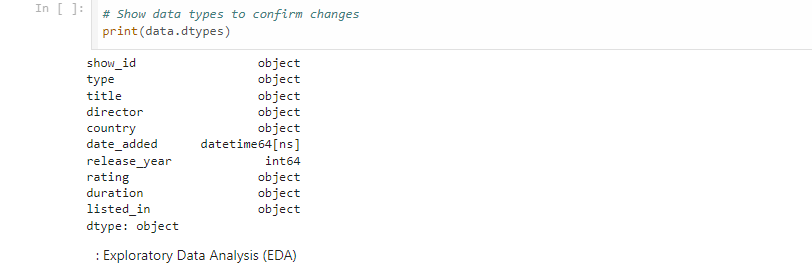 In [ ]:
# Show data types to confirm changes
print(data.dtypes)
show_id object
type object
title object
director object
country object
date_added datetime64[ns]
release_year int64
rating object
duration object
listed_in object
dtype: object
: Exploratory Data Analysis (EDA)